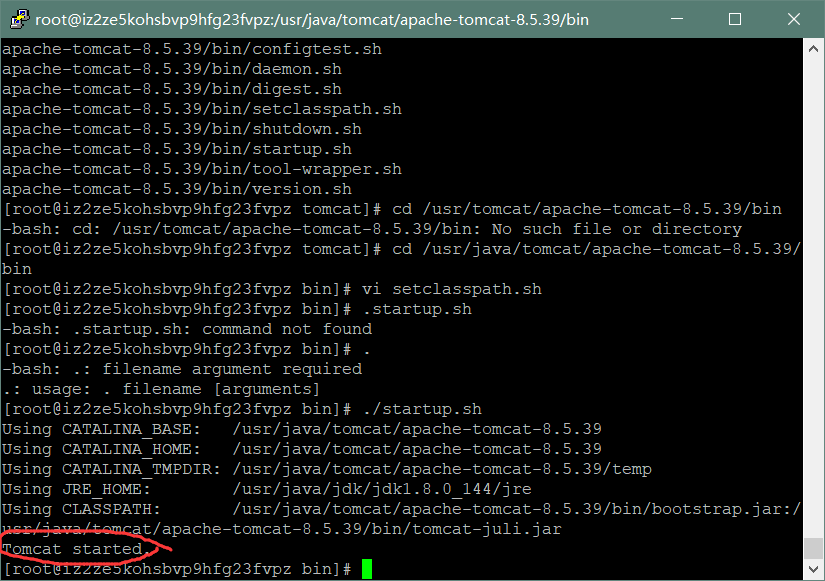 root@iz2ze5kohsbvp9hfg23fvpz:/usr/java/tomcat/apache-tomcat-8.5.39/bin
apache-tomcat-8.5.39/bin/configtest.sh
apache-tomcat-8.5.39/bin/daemon.sh
apache-tomcat-8.5.39/bin/digest.sh
apache-tomcat-8.5.39/bin/setclasspath.sh
apache-tomcat-8.5.39/bin/shutdown.sh
apache-tomcat-8.5.39/bin/startup.sh
apache-tomcat-8.5.39/bin/tool-wrapper.sh
apache-tomcat-8.5.39/bin/version.sh
[root@iz2ze5kohsbvp9hfg23fvpz tomcat]# cd /usr/tomcat/apache-tomcat-8.5.39/bin
-bash: cd: /usr/tomcat/apache-tomcat-8.5.39/bin: No such file or directory
[root@iz2ze5kohsbvp9hfg23fvpz tomcat]# cd /usr/java/tomcat/apache-tomcat-8.5.39/
bin
[root@iz2ze5kohsbvp9hfg23fvpz bin]# vi setclasspath.sh
[root@iz2ze5kohsbvp9hfg23fvpz bin]# .startup.sh
-bash: .startup.sh: command not found
[root@iz2ze5kohsbvp9hfg23fvpz bin]# .
-bash: .: filename argument required
.: usage: . filename [arguments]
[root@iz2ze5kohsbvp9hfg23fvpz bin]# ./startup.sh
Using CATALINA_BASE:   /usr/java/tomcat/apache-tomcat-8.5.39
Using CATALINA_HOME:   /usr/java/tomcat/apache-tomcat-8.5.39
Using CATALINA_TMPDIR: /usr/java/tomcat/apache-tomcat-8.5.39/temp
Using JRE_HOME:        /usr/java/jdk/jdk1.8.0_144/jre
Using CLASSPATH:       /usr/java/tomcat/apache-tomcat-8.5.39/bin/bootstrap.jar:/
usr/java/tomcat/apache-tomcat-8.5.39/bin/tomcat-juli.jar
Tomcat started.
[root@iz2ze5kohsbvp9hfg23fvpz bin]#